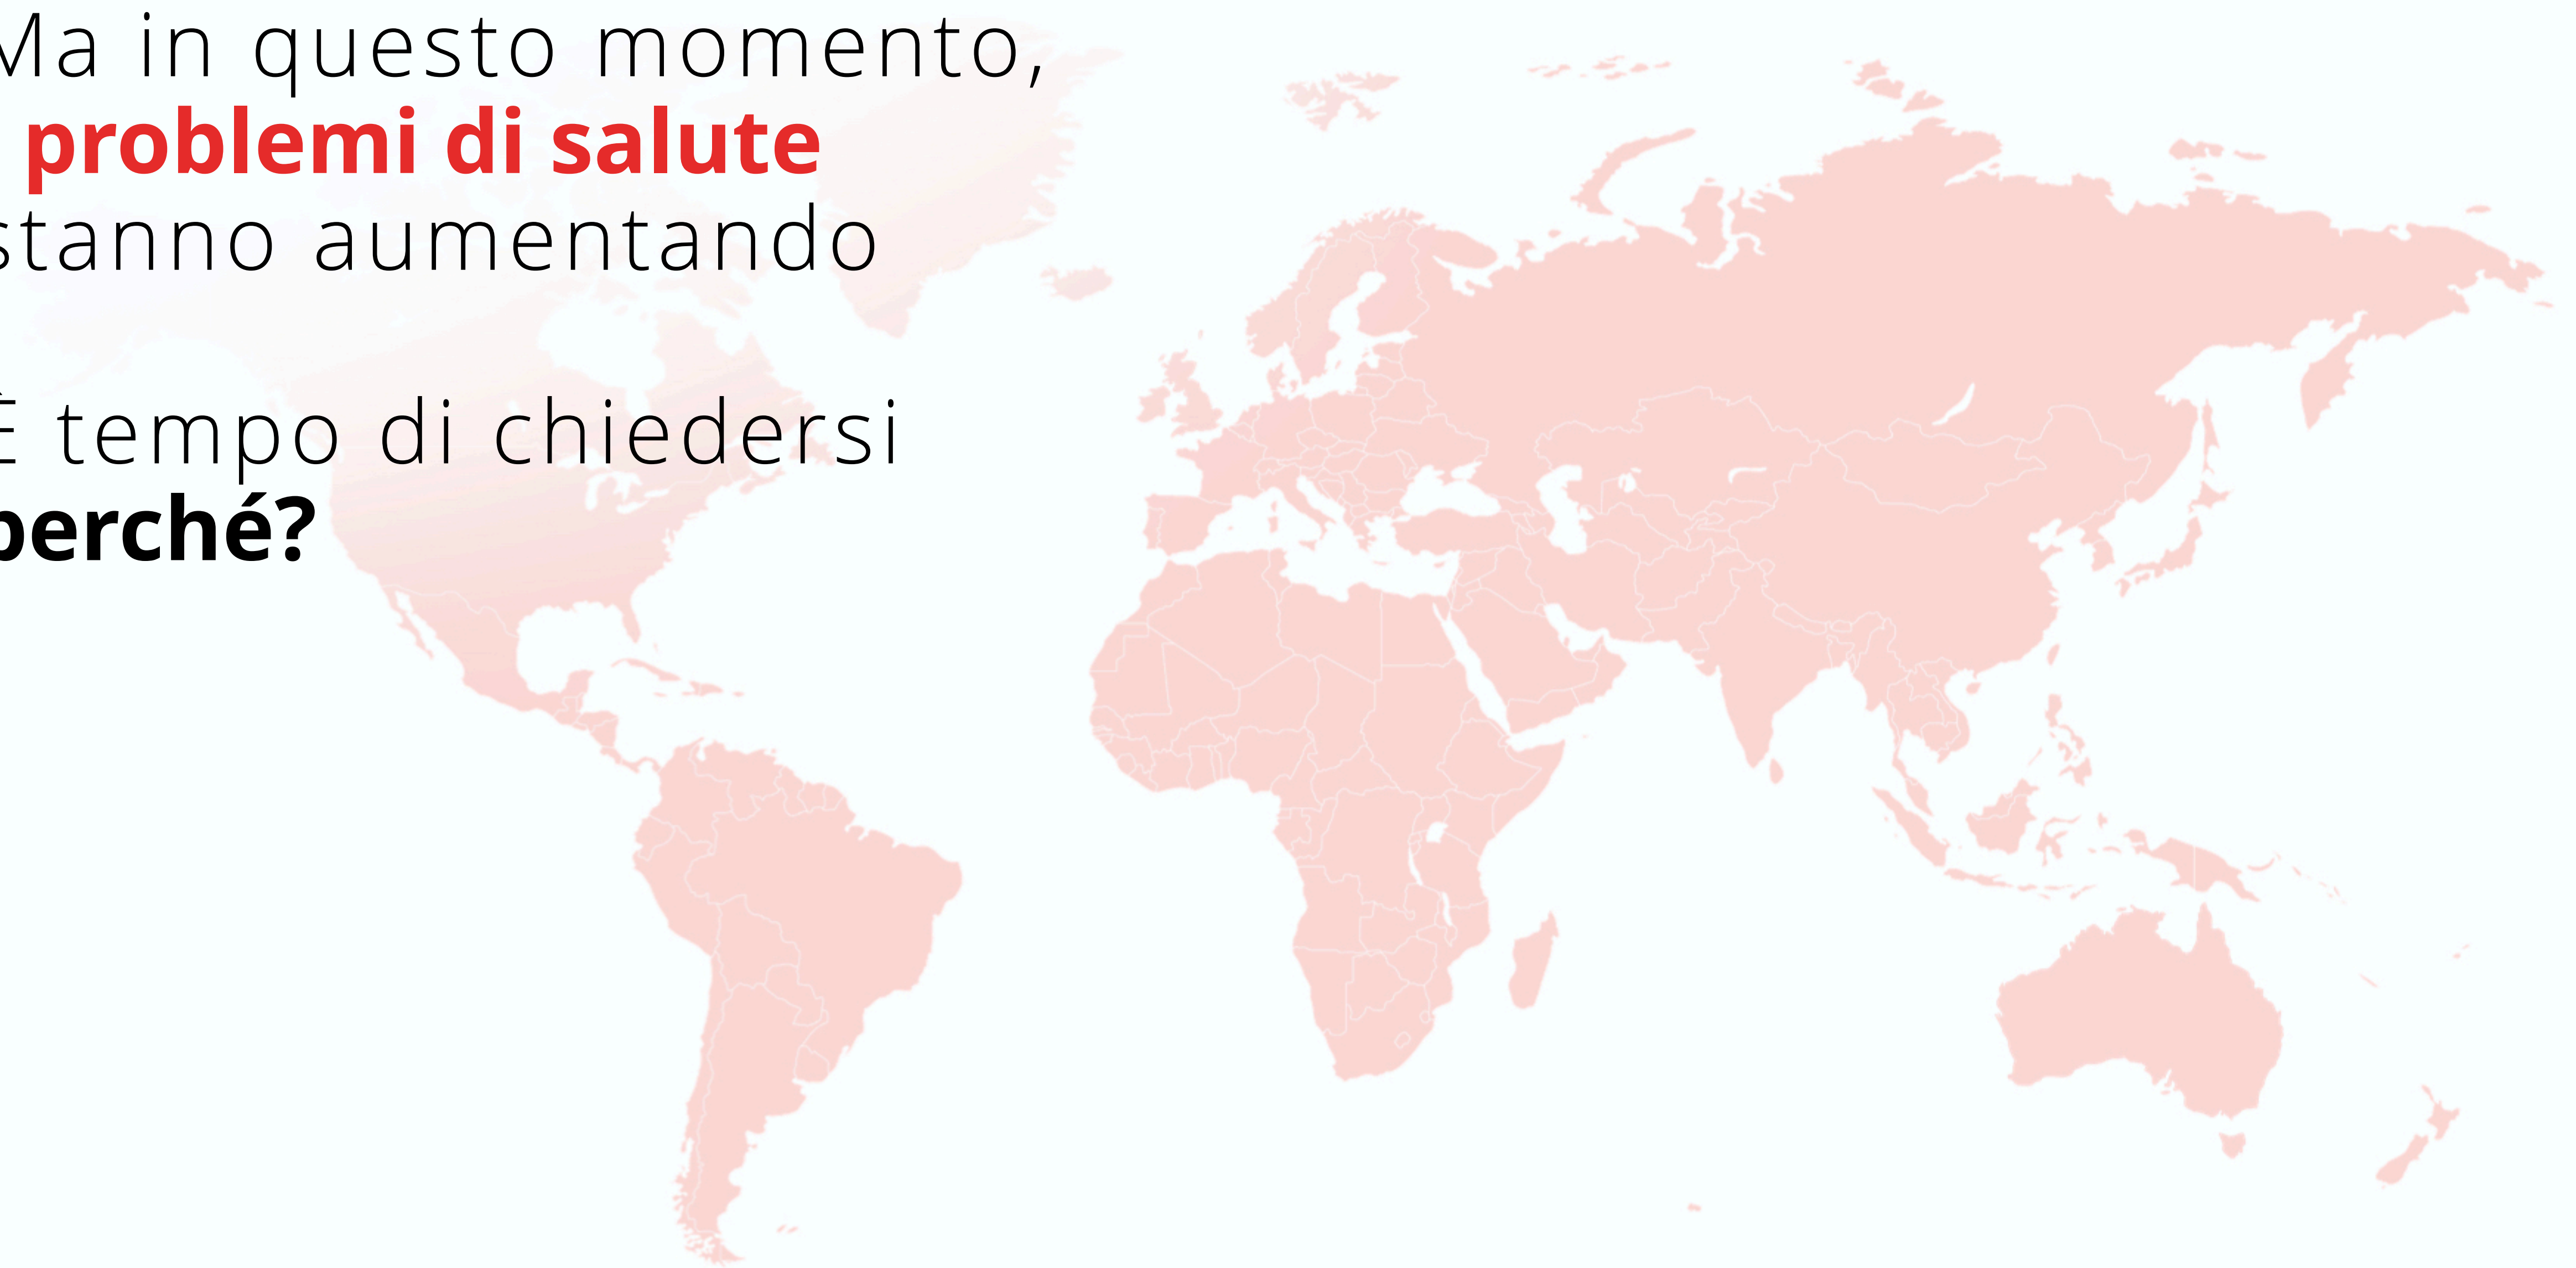 Ma in questo momento,
problemi di salute
stanno aumentando
È tempo di chiedersi
perché?